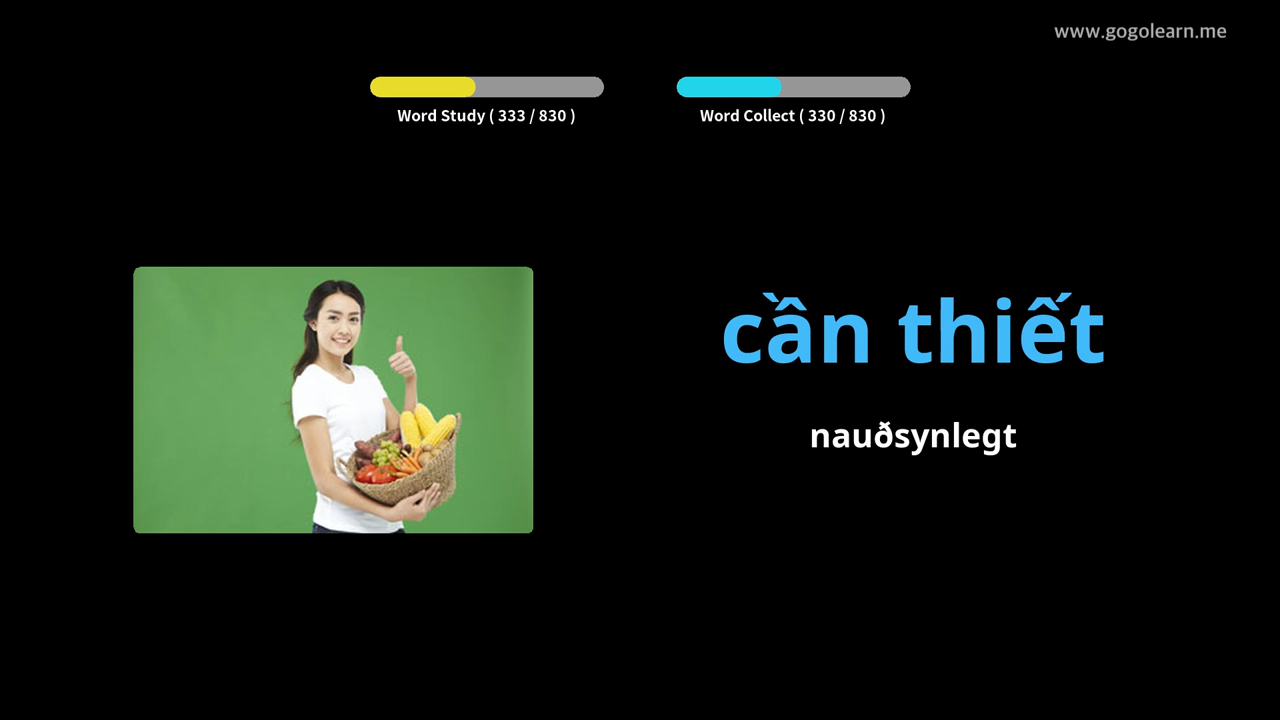 www.gogolearn.me
Word Study ( 333 / 830 )
Word Collect ( 330 / 830 )
cần thiết
nauðsynlegt